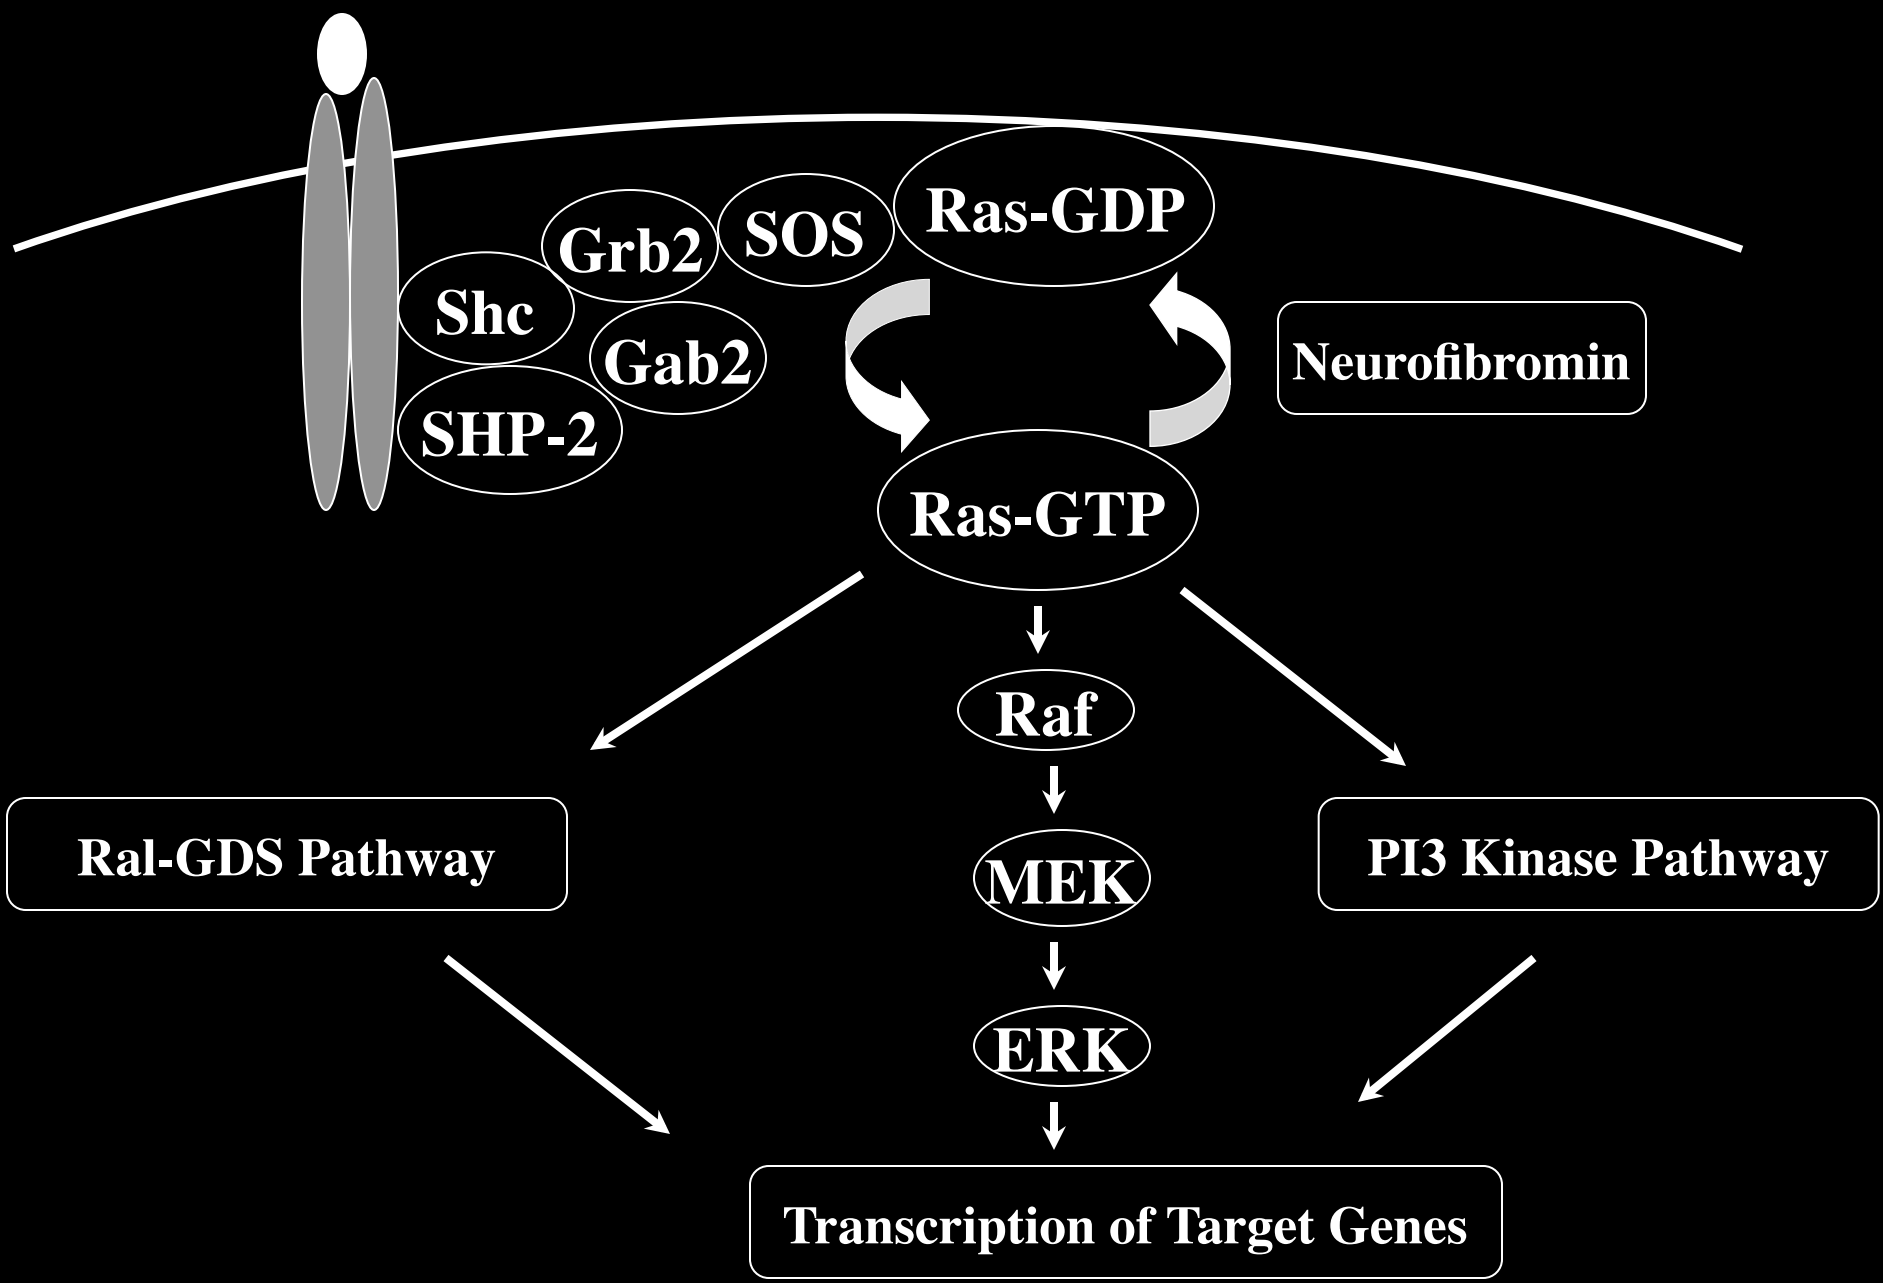 Ras-GDP
SOS
Grb2
Shc
Gab2
Neurofibromin
SHP-2
Ras-GTP
Raf
Ral-GDS Pathway
MEK
PI3 Kinase Pathway
ERK
Transcription of Target Genes